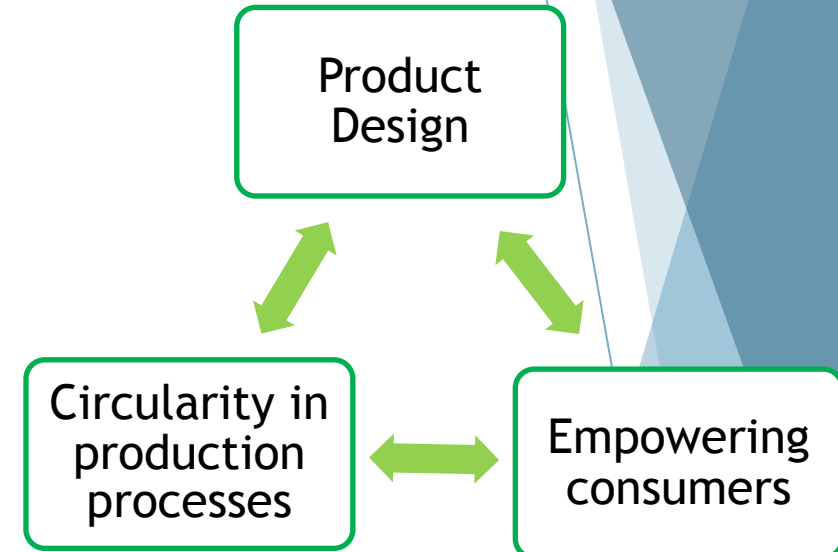 Product
Design
Circularity in
production
processes
Empowering
consumers